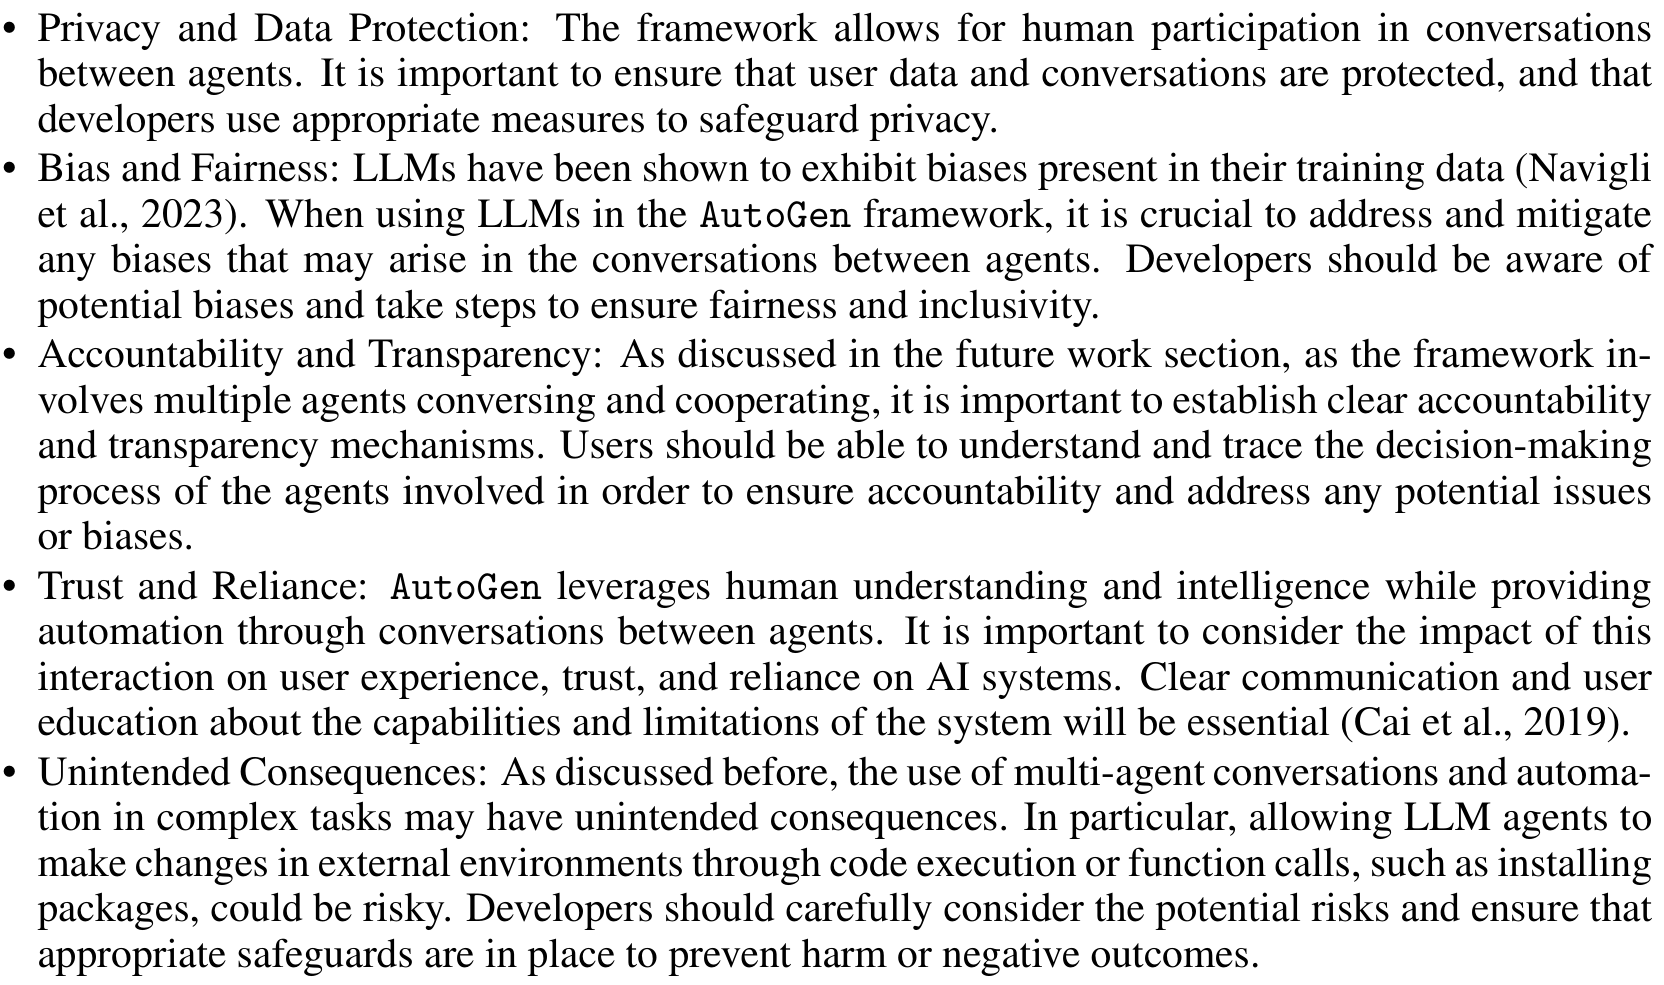 • Privacy and Data Protection: The framework allows for human participation in conversations
between agents. It is important to ensure that user data and conversations are protected, and that
developers use appropriate measures to safeguard privacy.
• Bias and Fairness: LLMs have been shown to exhibit biases present in their training data (Navigli
et al., 2023). When using LLMs in the AutoGen framework, it is crucial to address and mitigate
any biases that may arise in the conversations between agents. Developers should be aware of
potential biases and take steps to ensure fairness and inclusivity.
• Accountability and Transparency: As discussed in the future work section, as the framework in-
volves multiple agents conversing and cooperating, it is important to establish clear accountability
and transparency mechanisms. Users should be able to understand and trace the decision-making
process of the agents involved in order to ensure accountability and address any potential issues
or biases.
• Trust and Reliance: AutoGen leverages human understanding and intelligence while providing
automation through conversations between agents. It is important to consider the impact of this
interaction on user experience, trust, and reliance on AI systems. Clear communication and user
education about the capabilities and limitations of the system will be essential (Cai et al., 2019).
• Unintended Consequences: As discussed before, the use of multi-agent conversations and automa-
tion in complex tasks may have unintended consequences. In particular, allowing LLM agents to
make changes in external environments through code execution or function calls, such as installing
packages, could be risky. Developers should carefully consider the potential risks and ensure that
appropriate safeguards are in place to prevent harm or negative outcomes.